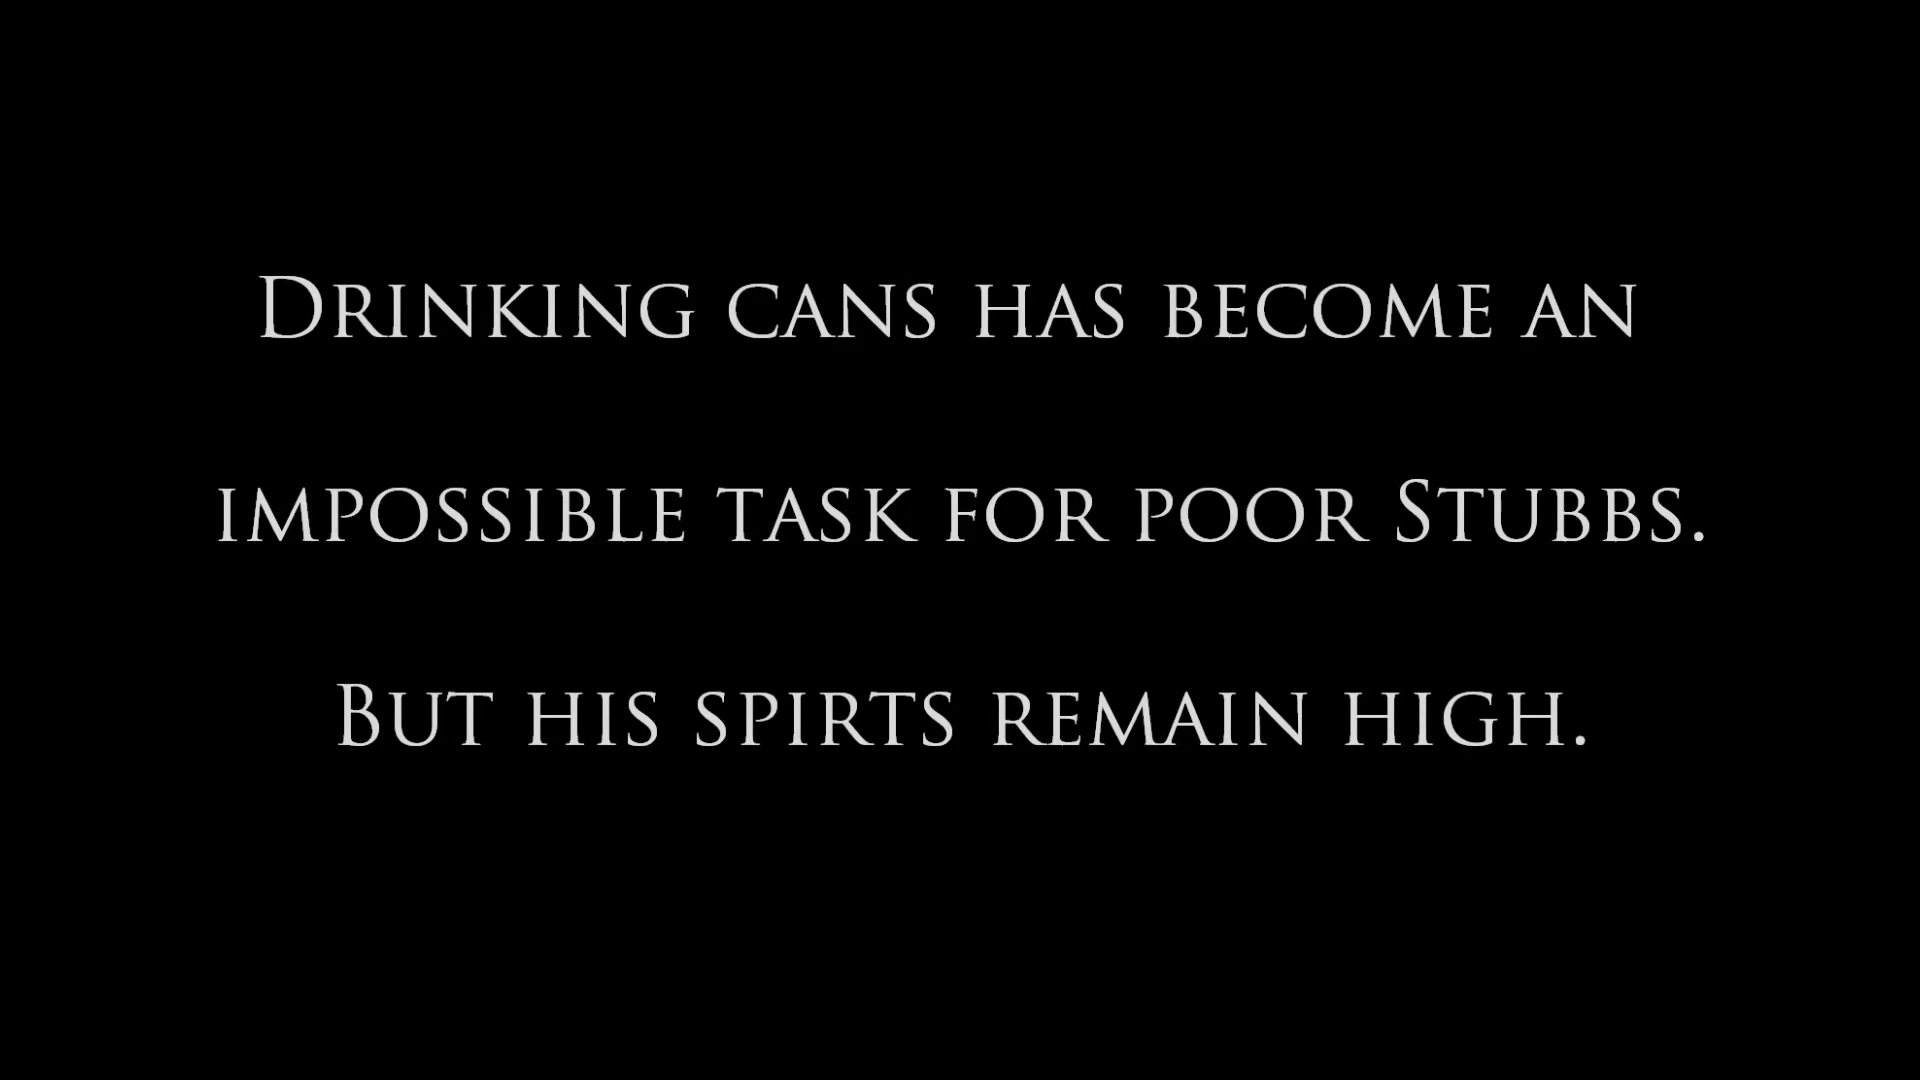 Drinking cans has become an
impossible task for poor Stubbs.
But his spirts remain high.